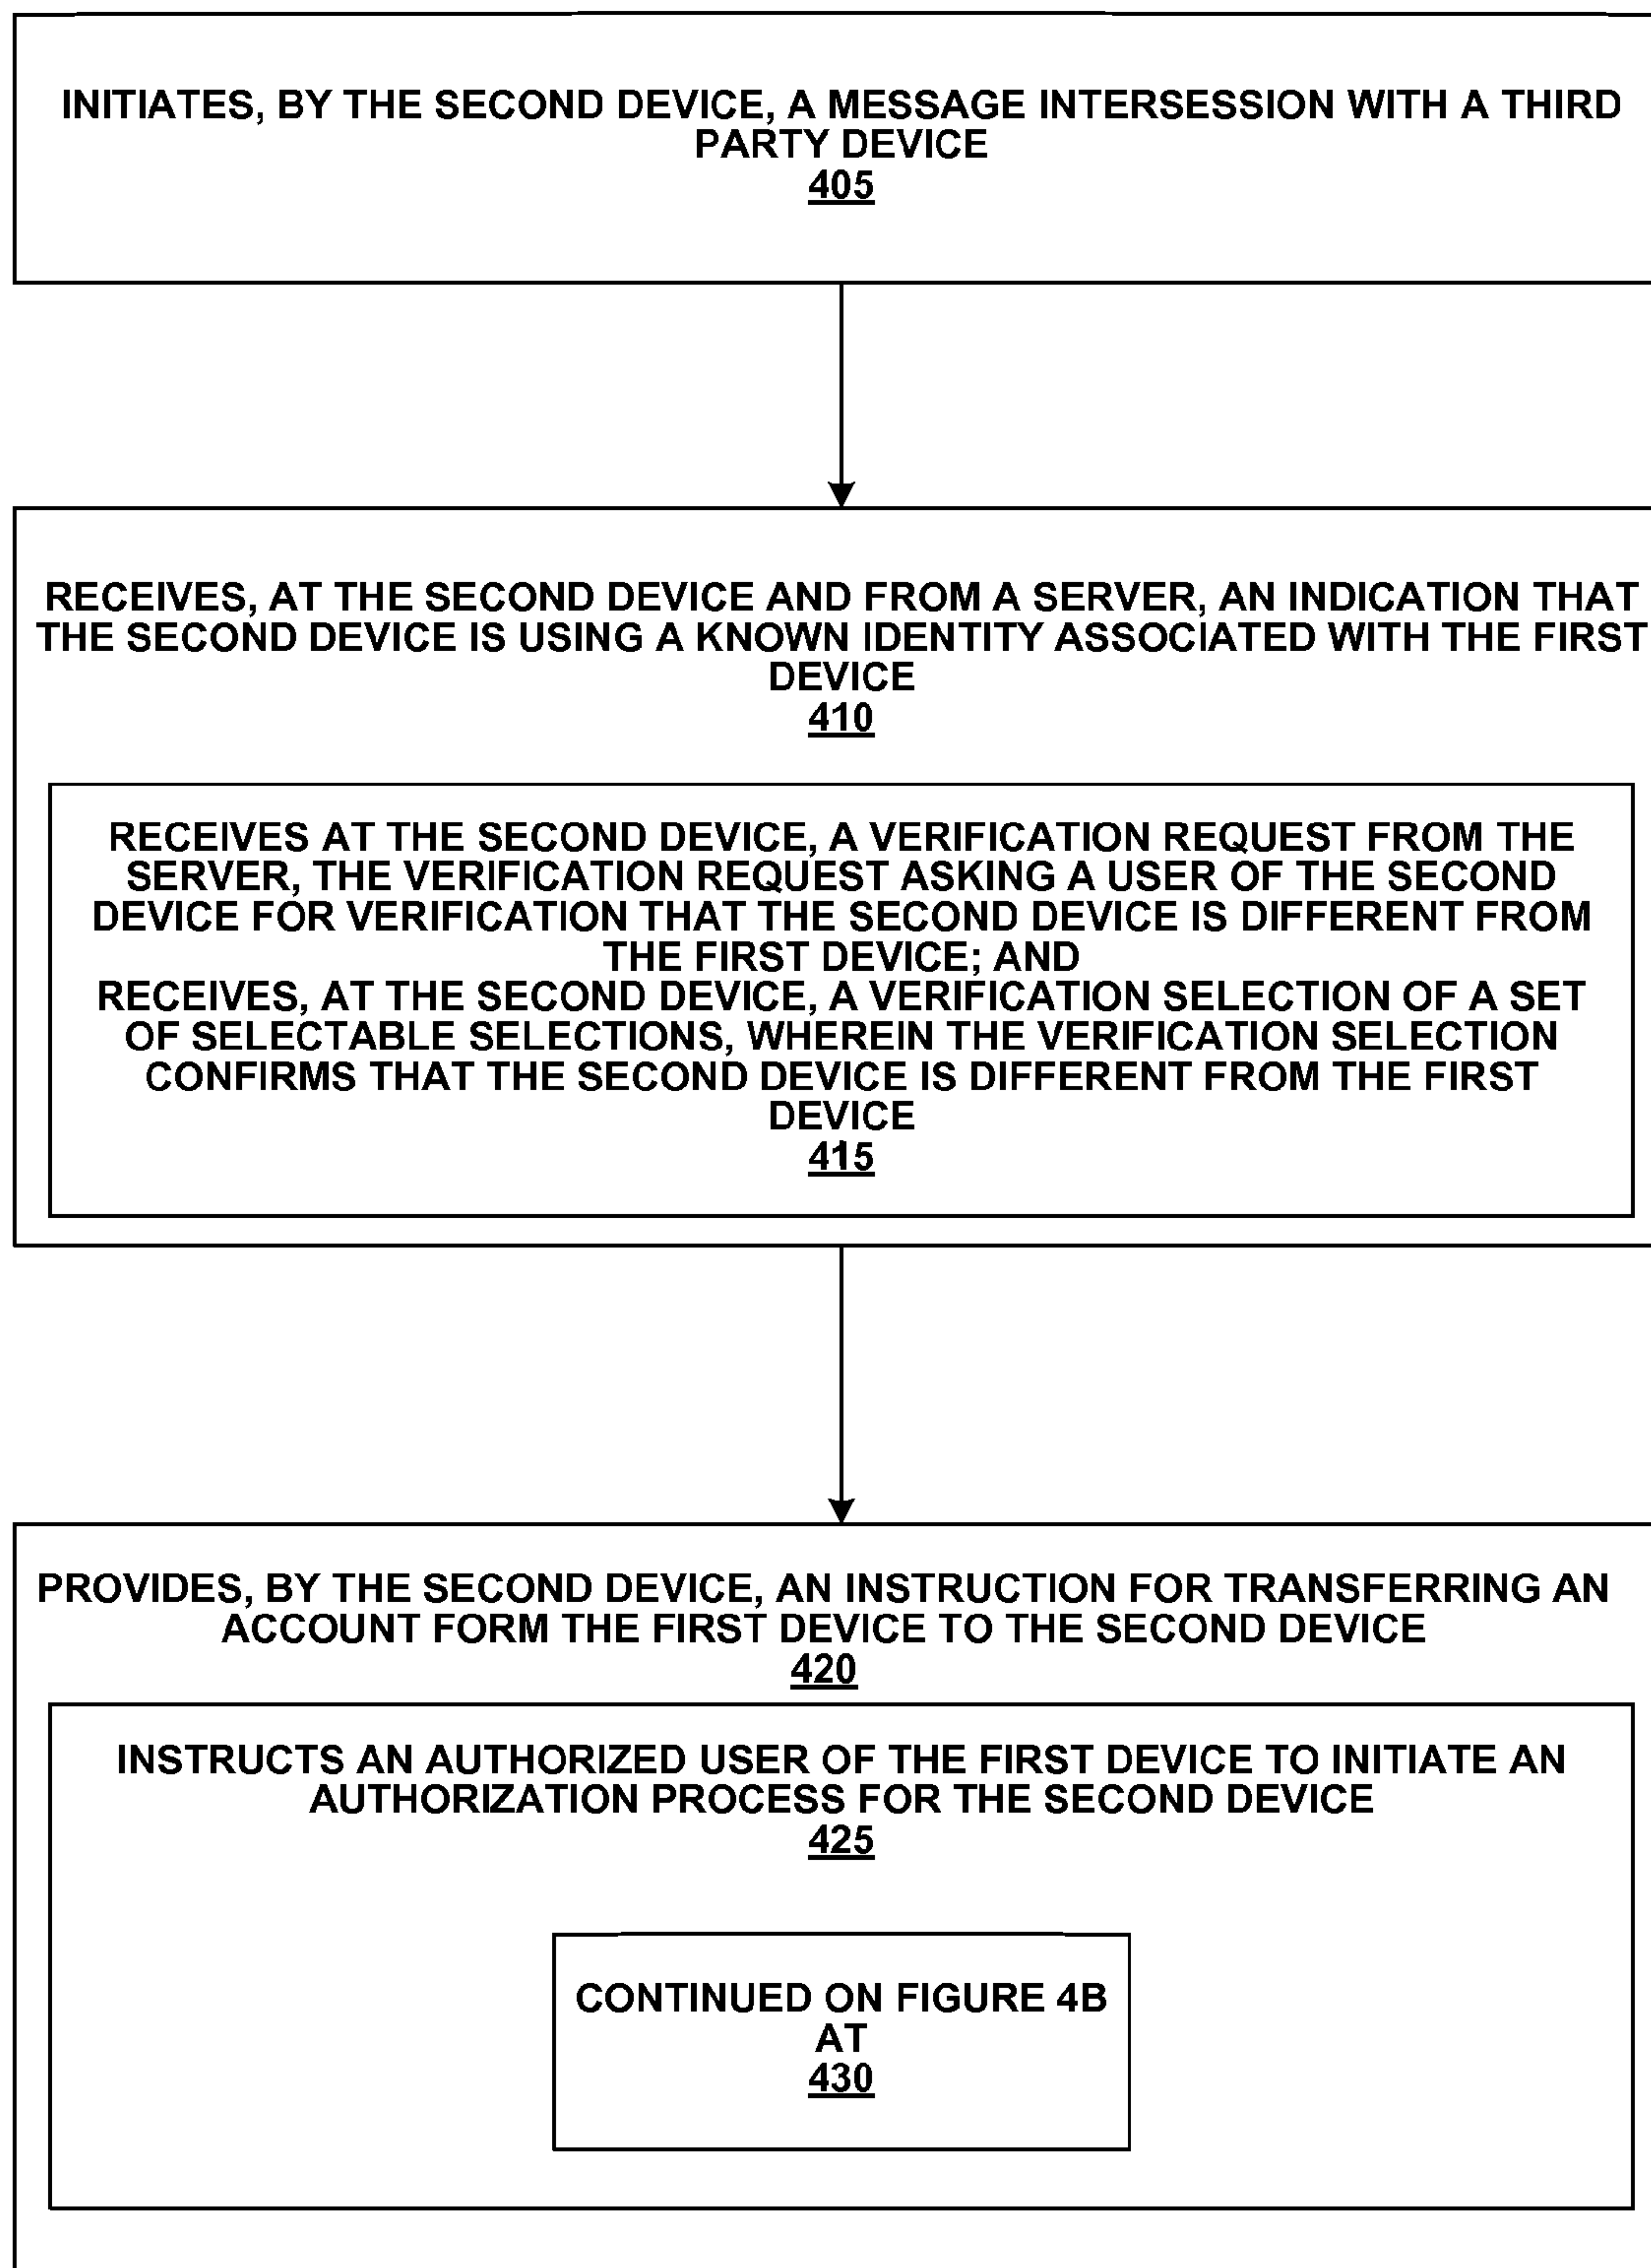 INITIATES, BY THE SECOND DEVICE, A MESSAGE INTERSESSION WITH A THIRD
PARTY DEVICE
405
RECEIVES, AT THE SECOND DEVICE AND FROM A SERVER, AN INDICATION THAT
THE SECOND DEVICE IS USING A KNOWN IDENTITY ASSOCIATED WITH THE FIRST
DEVICE
410
RECEIVES AT THE SECOND DEVICE, A VERIFICATION REQUEST FROM THE
SERVER, THE VERIFICATION REQUEST ASKING A USER OF THE SECOND
DEVICE FOR VERIFICATION THAT THE SECOND DEVICE IS DIFFERENT FROM
THE FIRST DEVICE; AND
RECEIVES, AT THE SECOND DEVICE, A VERIFICATION SELECTION OF A SET
OF SELECTABLE SELECTIONS, WHEREIN THE VERIFICATION SELECTION
CONFIRMS THAT THE SECOND DEVICE IS DIFFERENT FROM THE FIRST
DEVICE
415
PROVIDES, BY THE SECOND DEVICE, AN INSTRUCTION FOR TRANSFERRING AN
ACCOUNT FORM THE FIRST DEVICE TO THE SECOND DEVICE
420
INSTRUCTS AN AUTHORIZED USER OF THE FIRST DEVICE TO INITIATE AN
AUTHORIZATION PROCESS FOR THE SECOND DEVICE
425
CONTINUED ON FIGURE 4B
AT
430